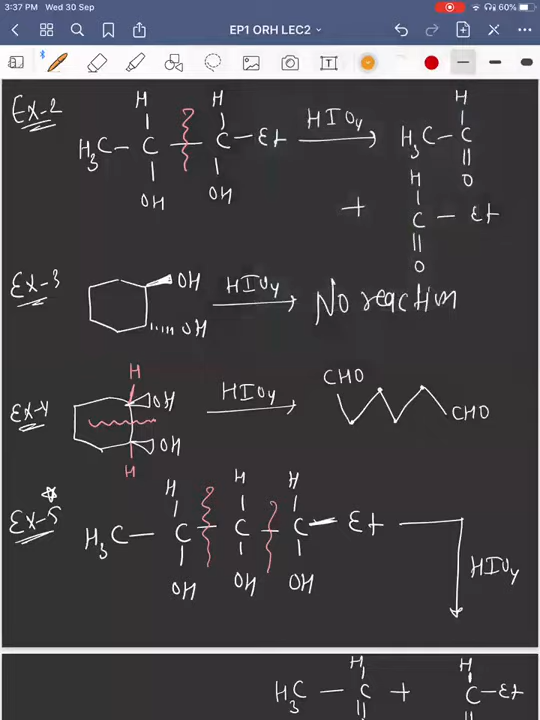 3:37 PM Wed 30 Sep 60%
EP1 ORH LEC2
Ex-2
H H
H₃C - C - C - Et HIO₄ H₃C - C
OH OH
H
O
+
H
C - Et
O
Ex-3
OH
OH
HIO₄
No reaction
Ex-4
H
OH
OH
H
HIO₄
CHO
CHO
Ex-5
H H H
H₃C - C - C - C - Et
OH OH OH
HIO₄
H H
H₃C - C + C - Et